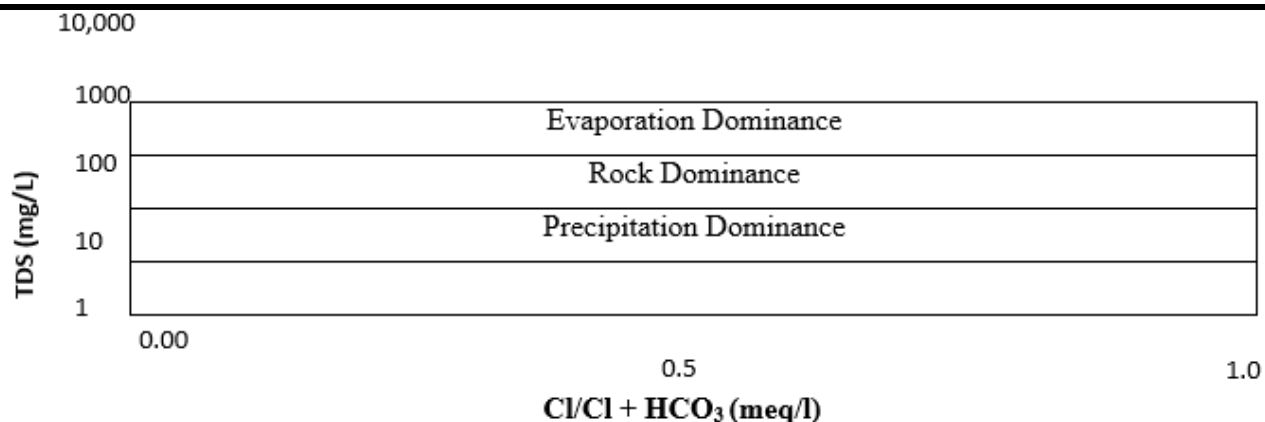 10,000
1000
Evaporation Dominance
100
Rock Dominance
Precipitation Dominance
10
TDS (mg/L)
1
0.00
0.5
1.0
Cl/Cl + HCO₃ (meq/l)